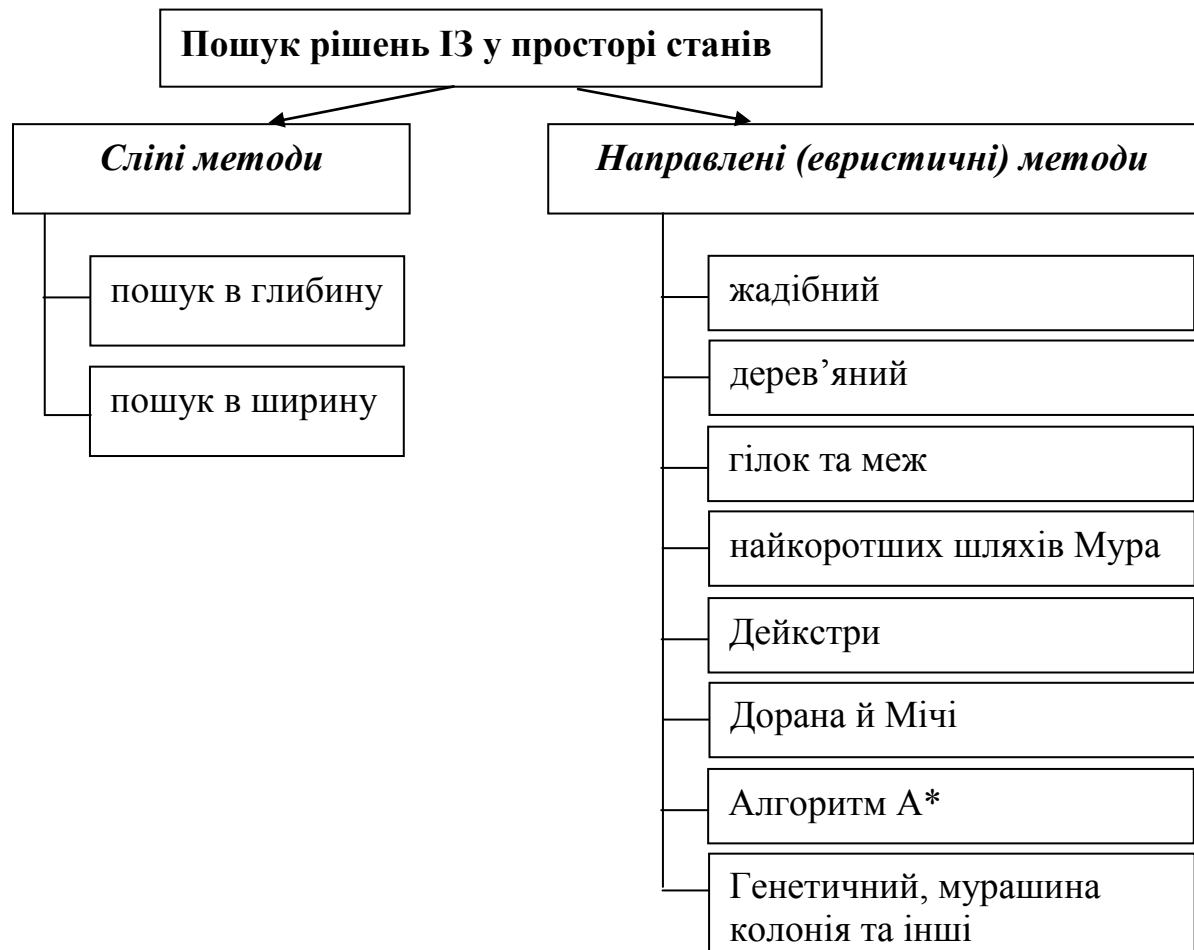 Пошук рішень ІЗ у просторі станів
Сліпі методи
пошук в глибину
пошук в ширину
Направлені (евристичні) методи
жадібний
дерев’яний
гілок та меж
найкоротших шляхів Мура
Дейкстри
Дорана й Мічі
Алгоритм А*
Генетичний, мурашина
колонія та інші